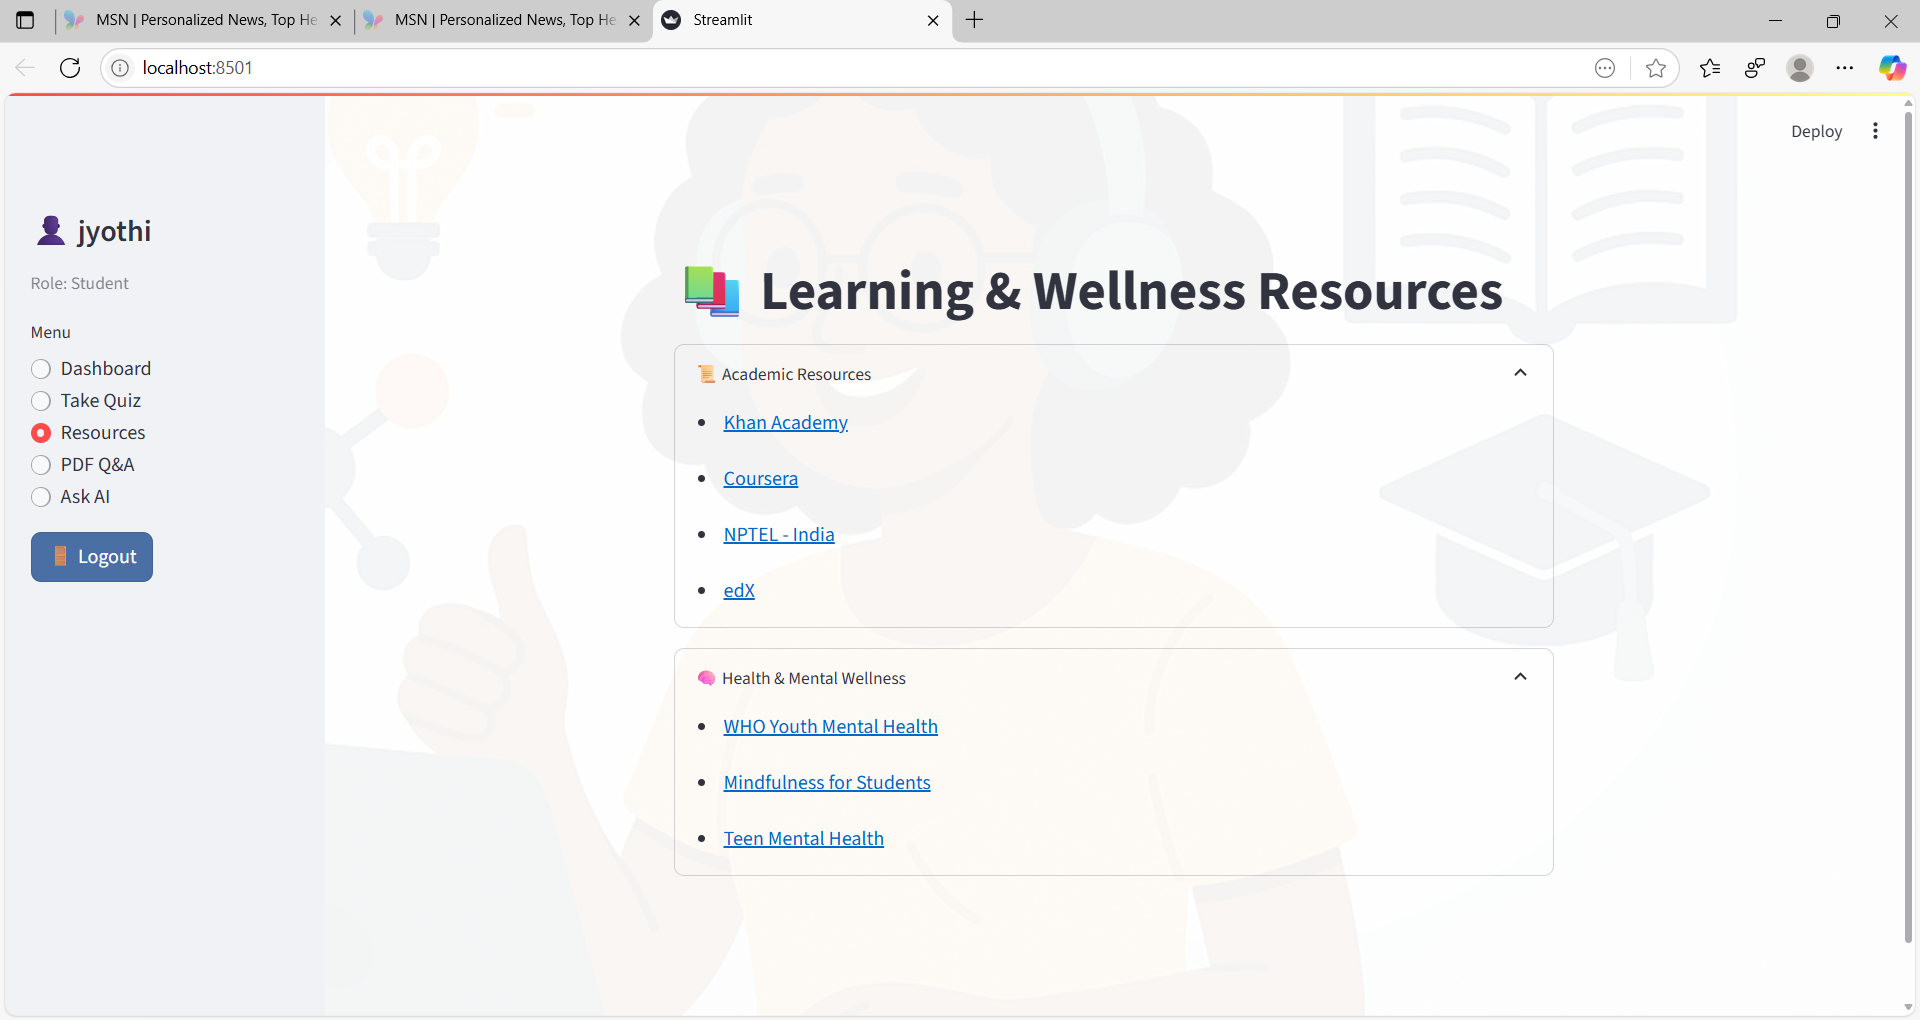 MSN | Personalized News, Top He
MSN | Personalized News, Top He
Streamlit
localhost:8501
Deploy
jyothi
Role: Student
Menu
Dashboard
Take Quiz
Resources
PDF Q&A
Ask AI
Logout
Learning & Wellness Resources
Academic Resources
Khan Academy
Coursera
NPTEL - India
edX
Health & Mental Wellness
WHO Youth Mental Health
Mindfulness for Students
Teen Mental Health